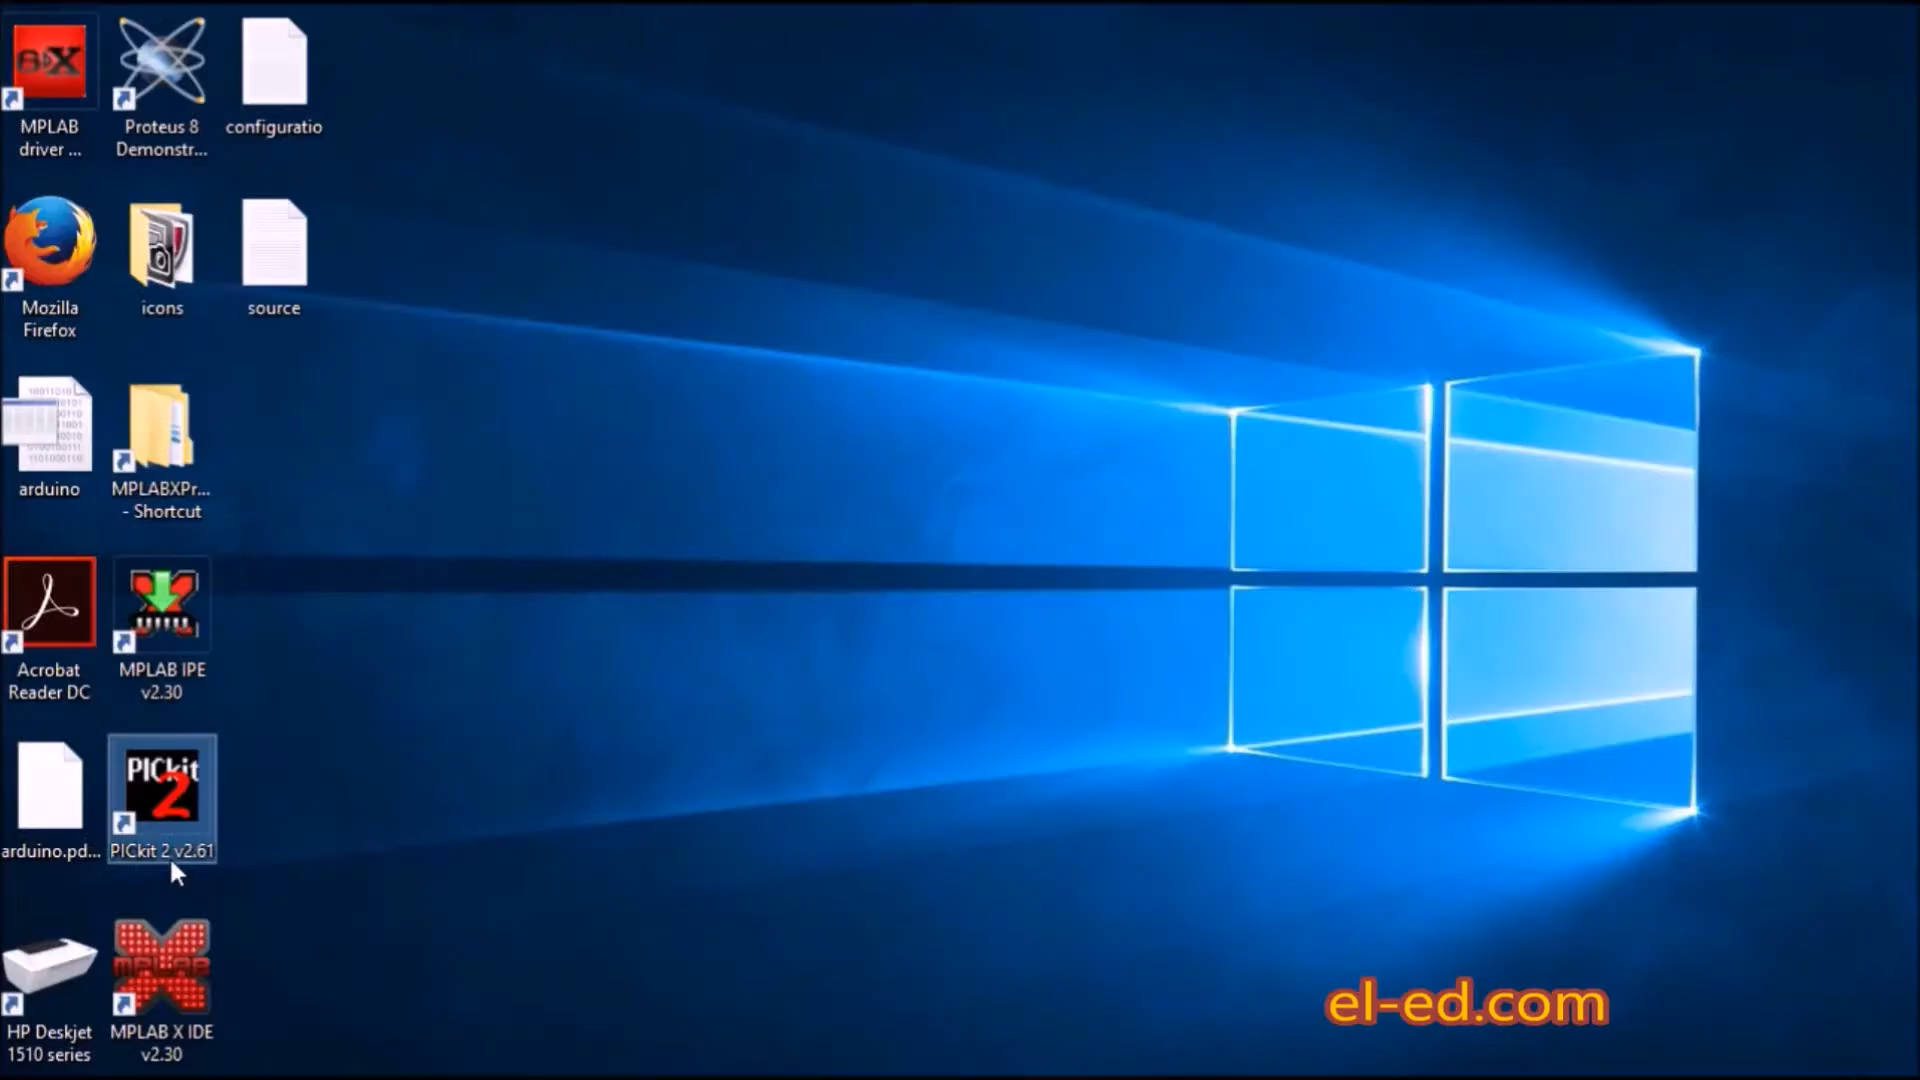 MPLAB
driver ...
Proteus 8
Demonstr...
configuratio
Mozilla
Firefox
icons
source
arduino
MPLABXPr...
- Shortcut
Acrobat
Reader DC
MPLAB IPE
v2.30
arduino.pd...
PICkit
2
PICkit 2 v2.61
HP Deskjet
1510 series
MPLAB
MPLAB X IDE
v2.30
el-ed.com